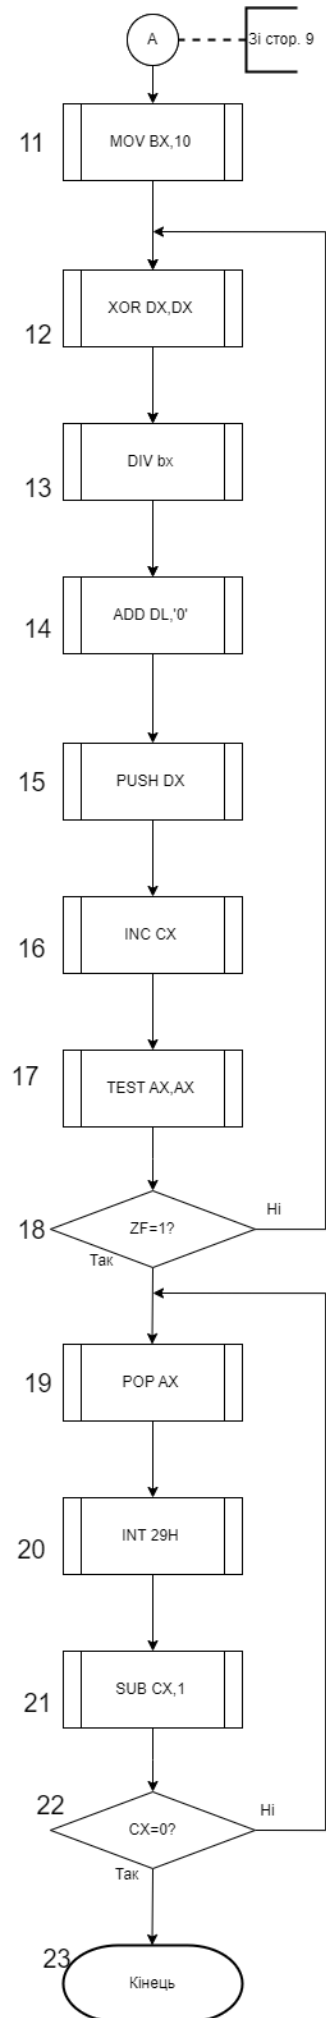 А
Зі стор. 9
11
MOV BX,10
12
XOR DX,DX
13
DIV bx
14
ADD DL,'0'
15
PUSH DX
16
INC CX
17
TEST AX,AX
18
ZF=1?
Ні
Так
19
POP AX
20
INT 29H
21
SUB CX,1
22
CX=0?
Ні
Так
23
Кінець